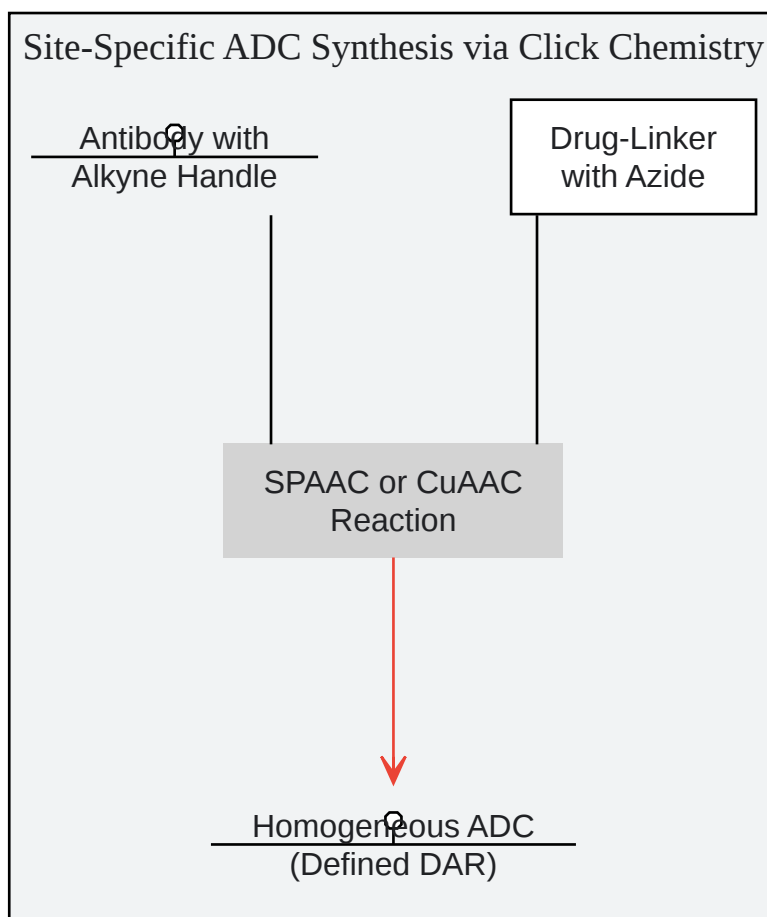 Site-Specific ADC Synthesis via Click Chemistry
Antibody with
Alkyne Handle
Drug-Linker
with Azide
SPAAC or CuAAC
Reaction
Homogeneous ADC
(Defined DAR)